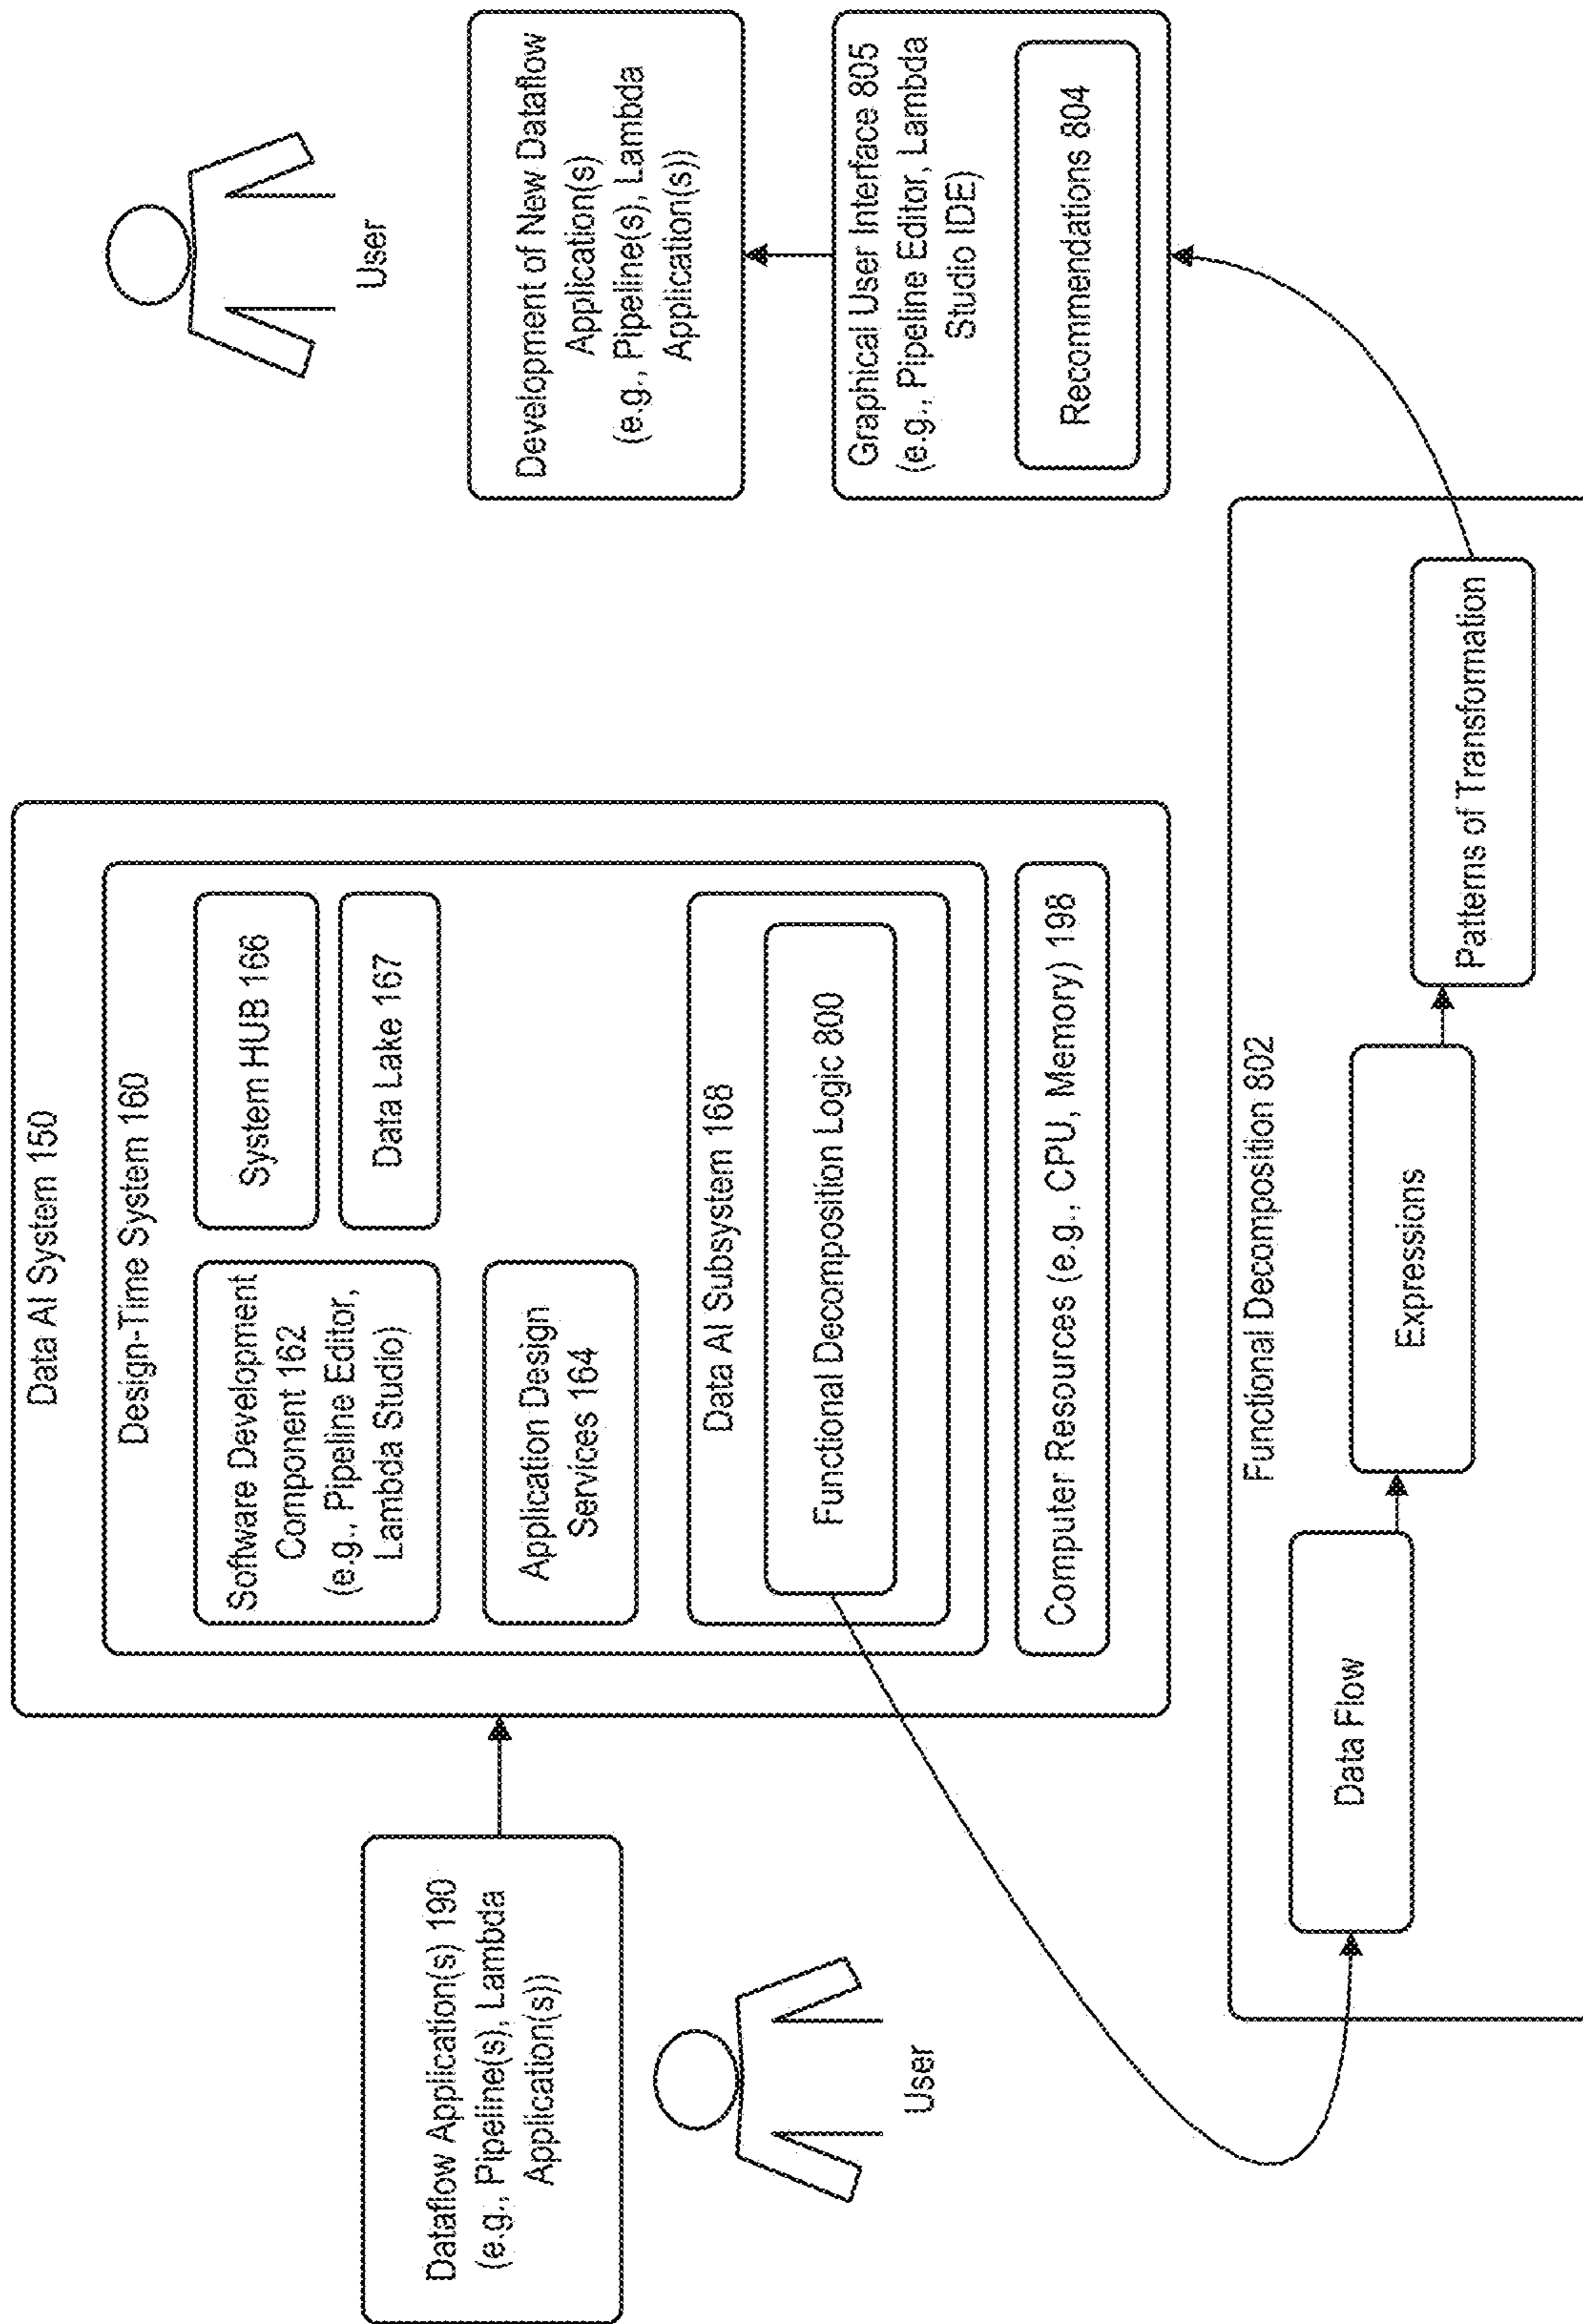 Data AI System 150
Design-Time System 160
Software Development
Component 162
(e.g., Pipeline Editor,
Lambda Studio)
System HUB 166
Data Lake 167
Application Design
Services 164
Data AI Subsystem 168
Functional Decomposition Logic 800
Computer Resources (e.g., CPU, Memory) 198
Dataflow Application(s) 190
(e.g., Pipeline(s), Lambda
Application(s))
User
User
Development of New Dataflow
Application(s)
(e.g., Pipeline(s), Lambda
Application(s))
Graphical User Interface 805
(e.g., Pipeline Editor, Lambda
Studio IDE)
Recommendations 804
Functional Decomposition 802
Data Flow
Expressions
Patterns of Transformation